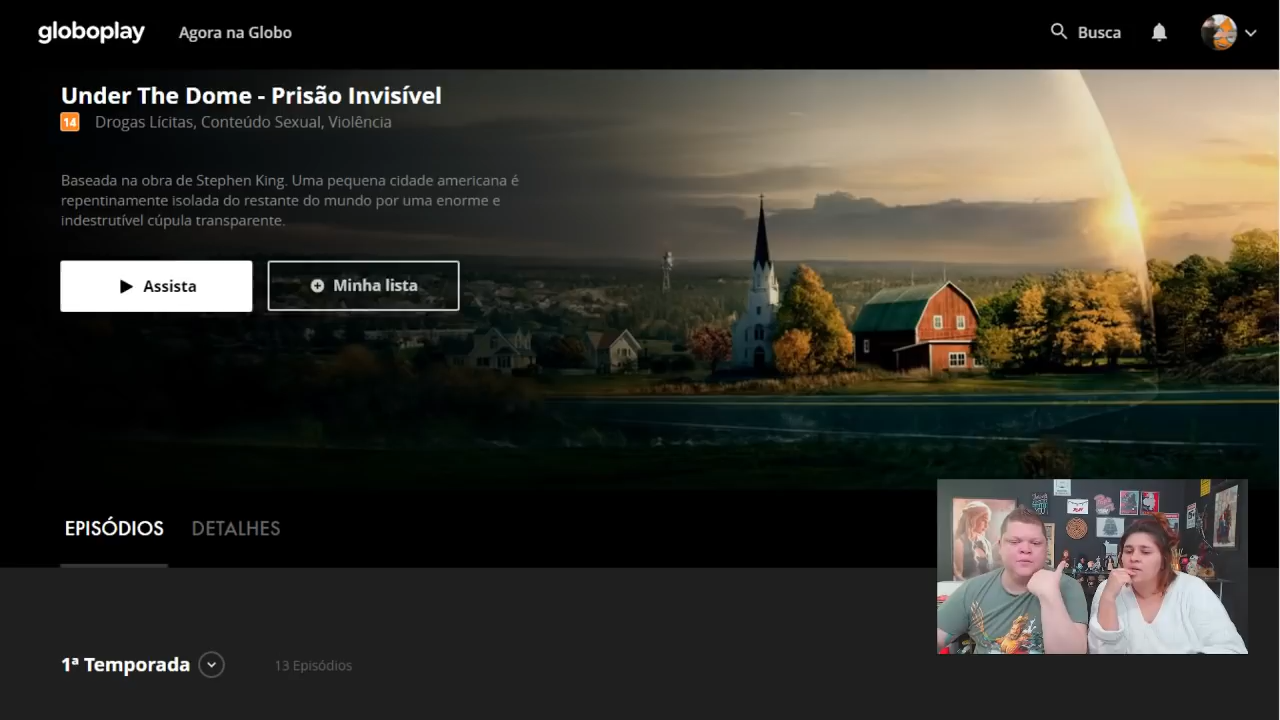 globoplay
Agora na Globo
Busca
Under The Dome - Prisão Invisível
14 Drogas Lícitas, Conteúdo Sexual, Violência
Baseada na obra de Stephen King. Uma pequena cidade americana é
repentinamente isolada do restante do mundo por uma enorme e
indestrutível cúpula transparente.
Assista
Minha lista
EPISÓDIOS
DETALHES
1ª Temporada
13 Episódios